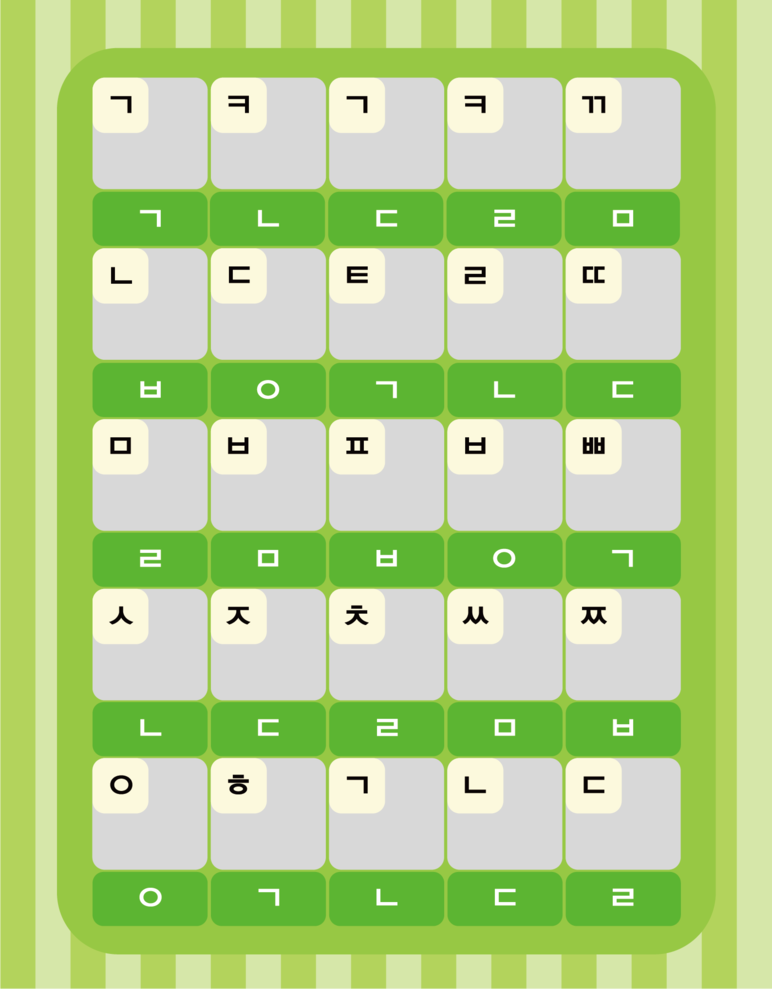 ㄱ ㅋ ㄱ ㅋ ㄲ
ㄱ ㄴ ㄷ ㄹ ㅁ
ㄴ ㄷ ㅌ ㄹ ㄸ
ㅂ ㅇ ㄱ ㄴ ㄷ
ㅁ ㅂ ㅍ ㅂ ㅃ
ㄹ ㅁ ㅂ ㅇ ㄱ
ㅅ ㅈ ㅊ ㅆ ㅉ
ㄴ ㄷ ㄹ ㅁ ㅂ
ㅇ ㅎ ㄱ ㄴ ㄷ
ㅇ ㄱ ㄴ ㄷ ㄹ